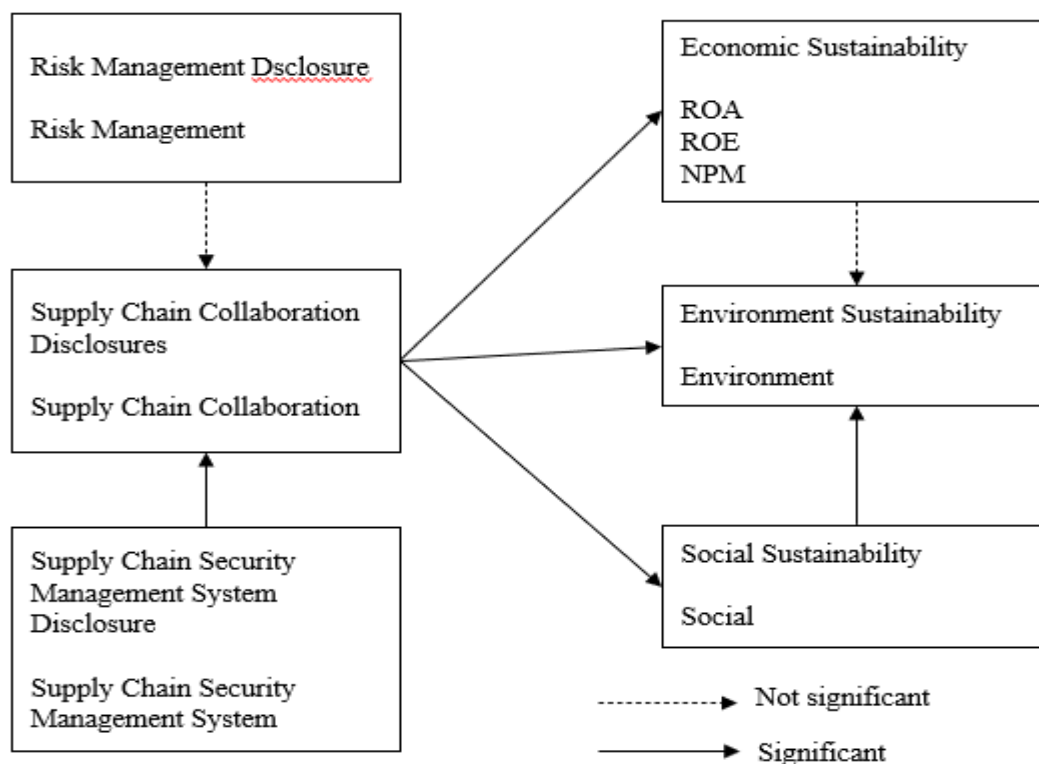 Risk Management Dsclosure
Risk Management
Supply Chain Collaboration
Disclosures
Supply Chain Collaboration
Supply Chain Security
Management System
Disclosure
Supply Chain Security
Management System
Economic Sustainability
ROA
ROE
NPM
Environment Sustainability
Environment
Social Sustainability
Social
Not significant
Significant